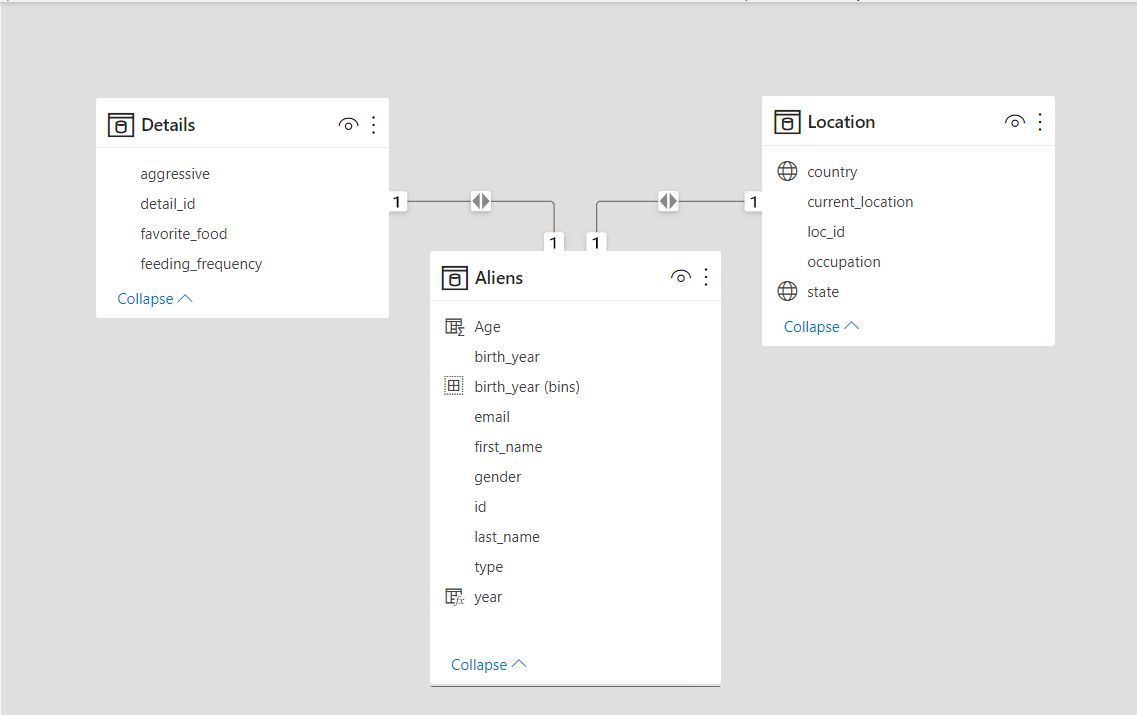 Details
aggressive
detail_id
favorite_food
feeding_frequency
Collapse
1
1
Location
country
current_location
loc_id
occupation
state
Collapse
1
1
Aliens
Age
birth_year
birth_year (bins)
email
first_name
gender
id
last_name
type
year
Collapse